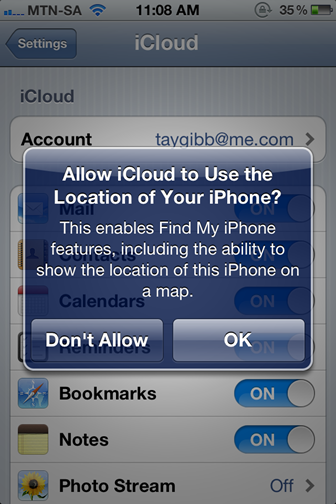 MTN-SA 11:08 AM 35%
Settings iCloud
iCloud
Account taygibb@me.com
Allow iCloud to Use the
Location of Your iPhone?
This enables Find My iPhone
features, including the ability to
show the location of this iPhone on
a map.
Mail ON
Contacts ON
Calendars ON
Don't Allow OK
Reminders ON
Bookmarks ON
Notes ON
Photo Stream Off